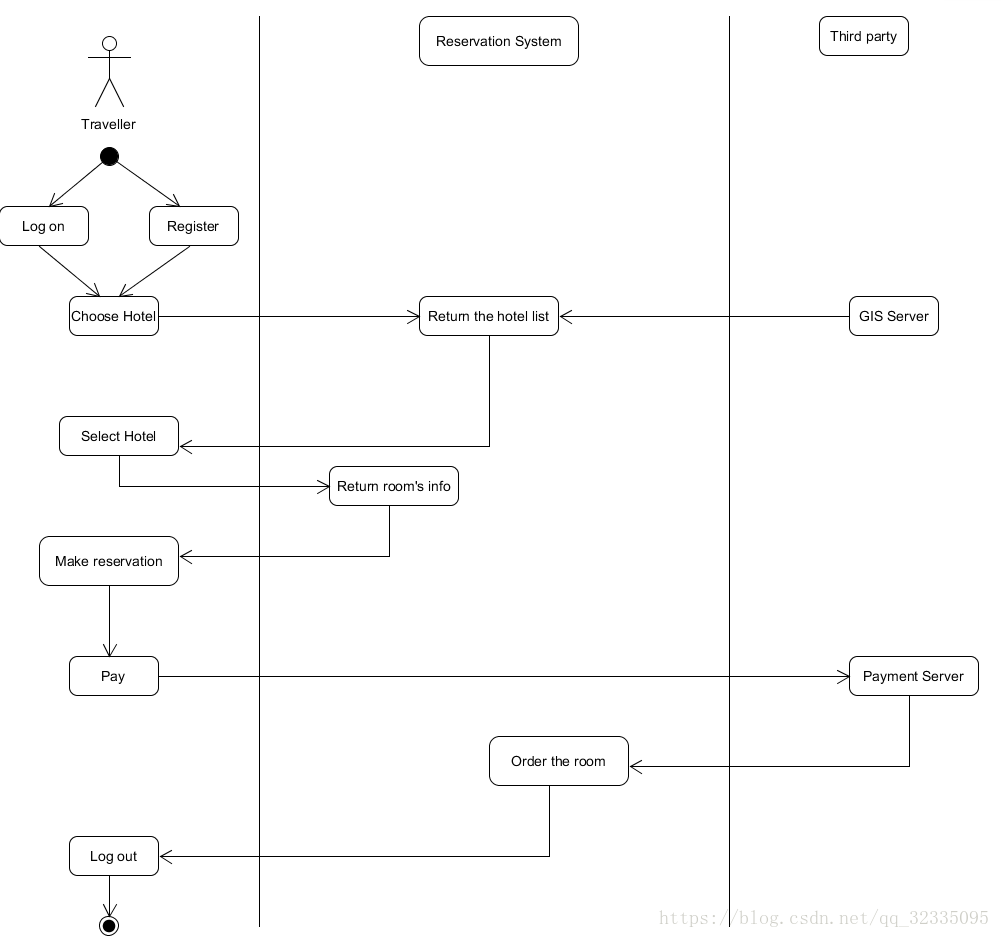 Reservation System
Third party
Traveller
Log on
Register
Choose Hotel
Return the hotel list
GIS Server
Select Hotel
Return room's info
Make reservation
Pay
Payment Server
Order the room
Log out
https://blog.csdn.net/qq_32335095